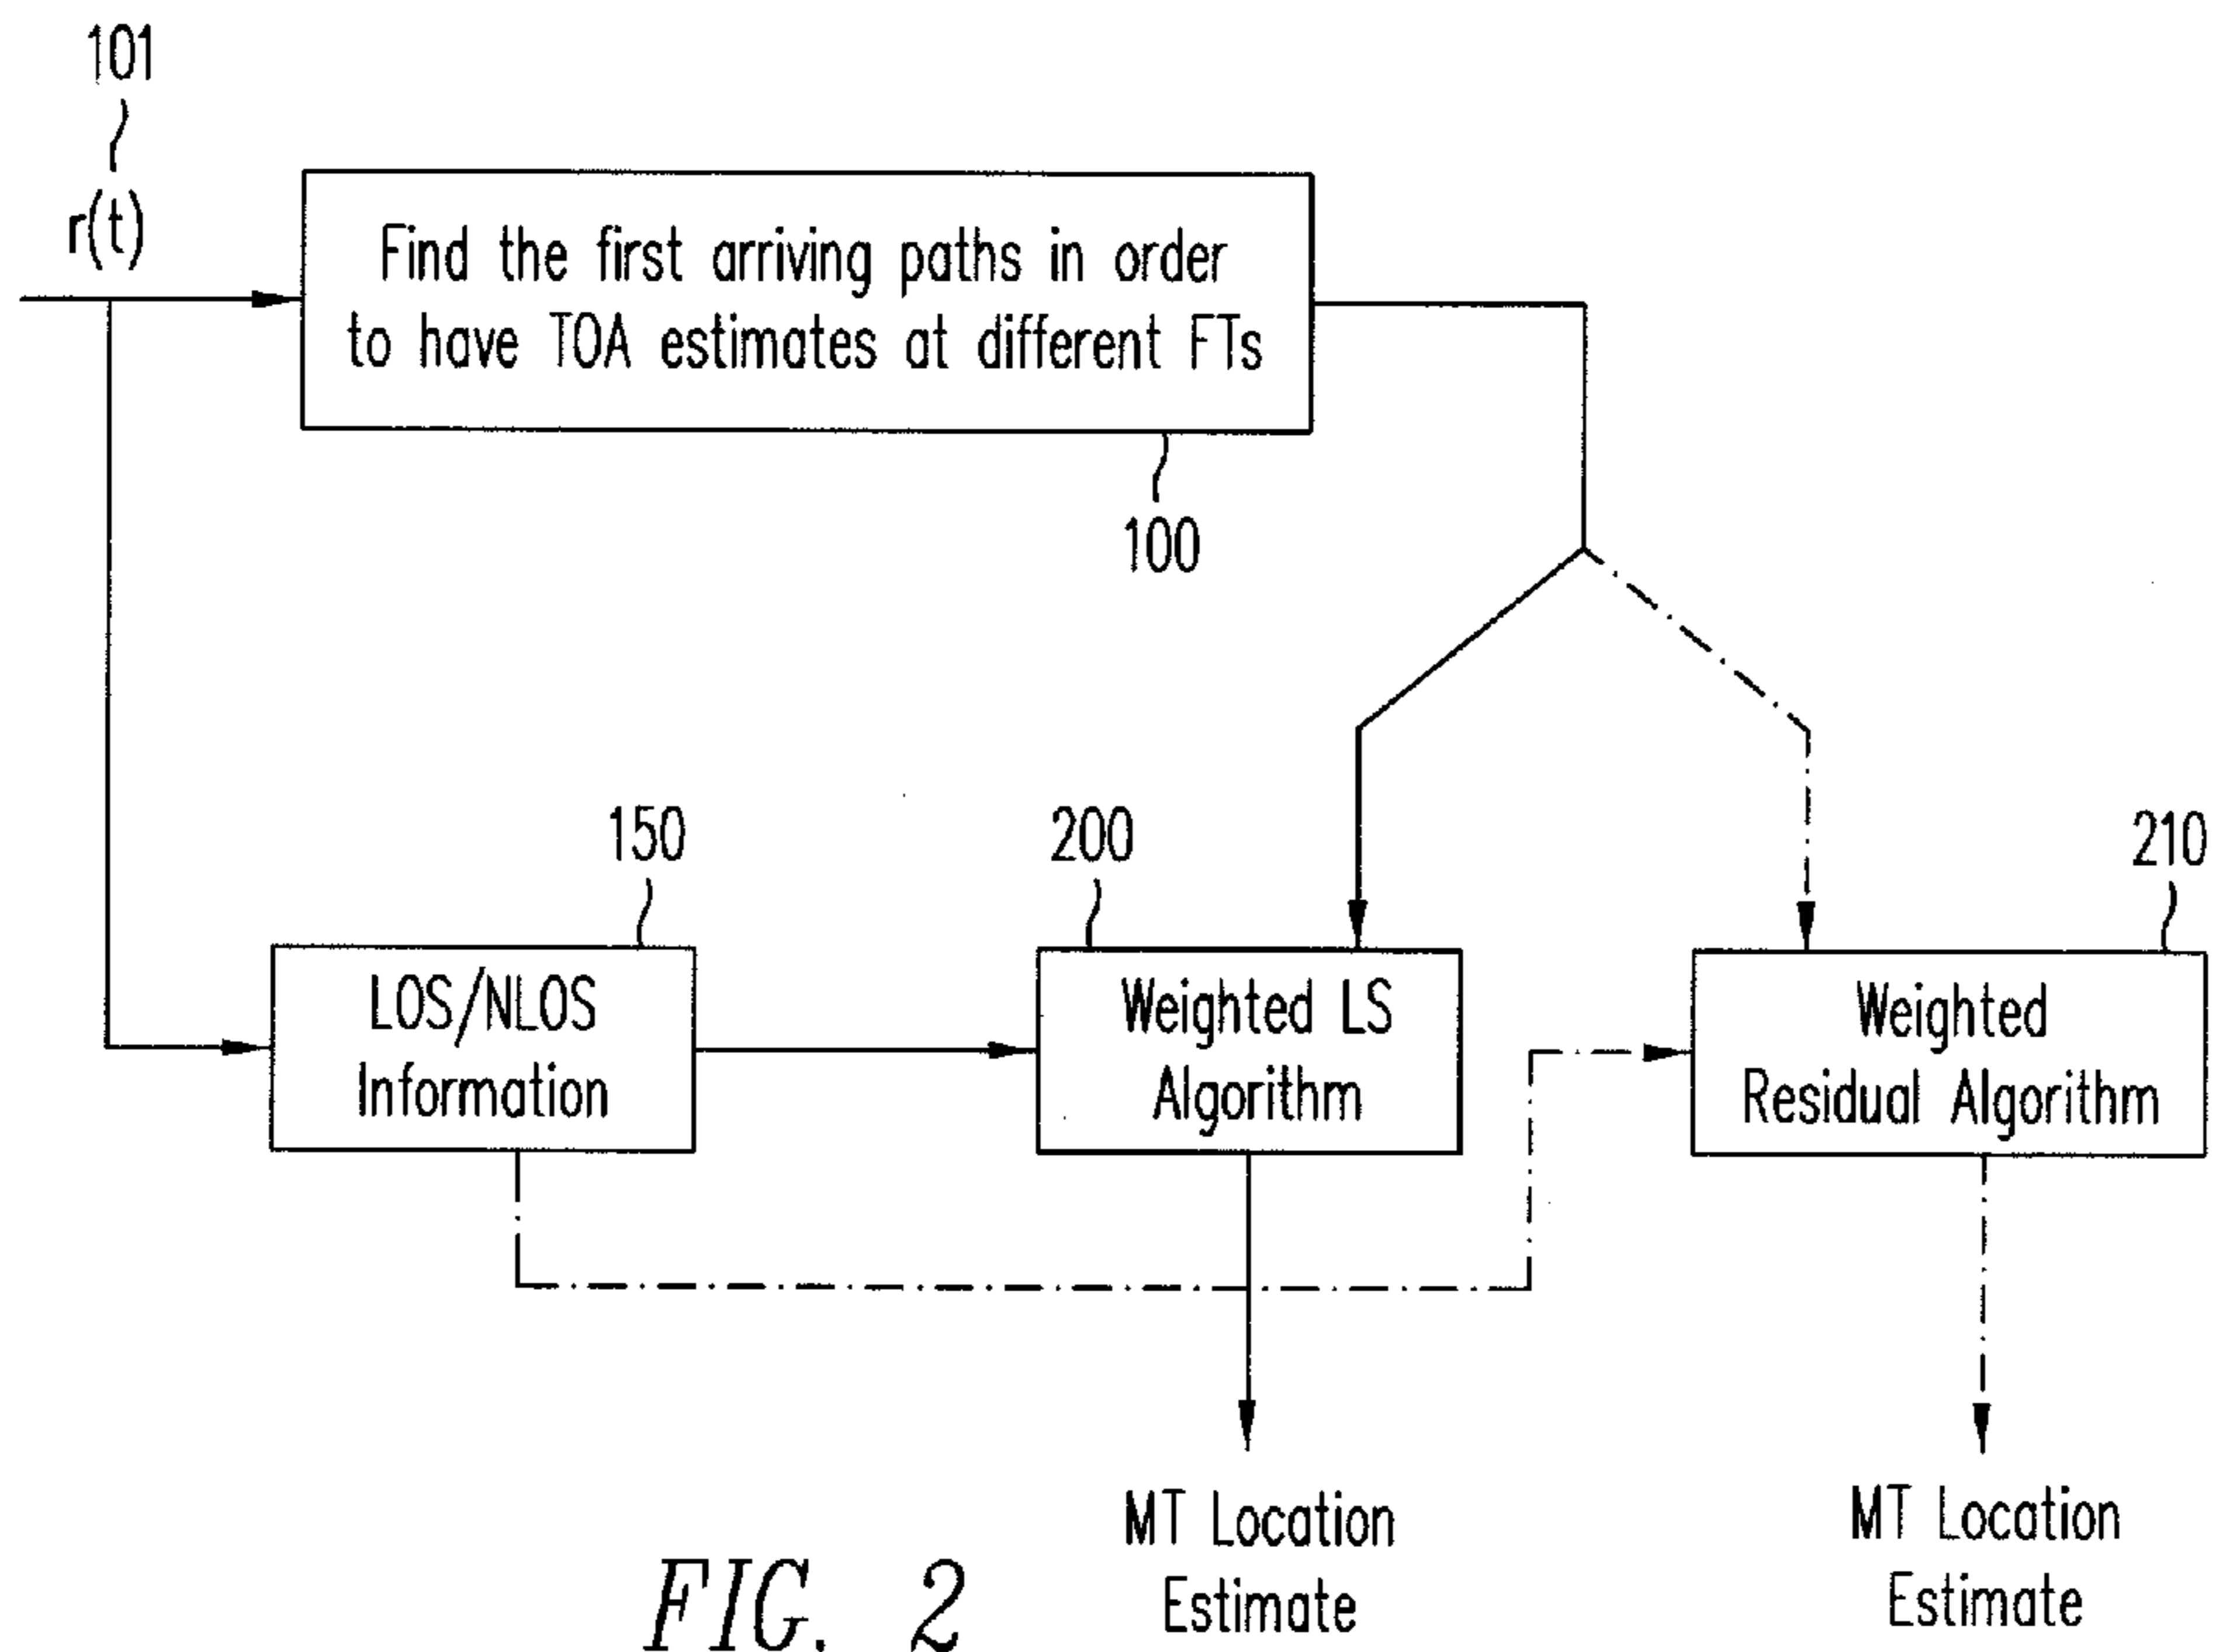 101
r(t)
Find the first arriving paths in order
to have TOA estimates at different FTs
100
150
LOS/NLOS
Information
200
Weighted LS
Algorithm
210
Weighted
Residual Algorithm
MT Location
Estimate
MT Location
Estimate
FIG. 2